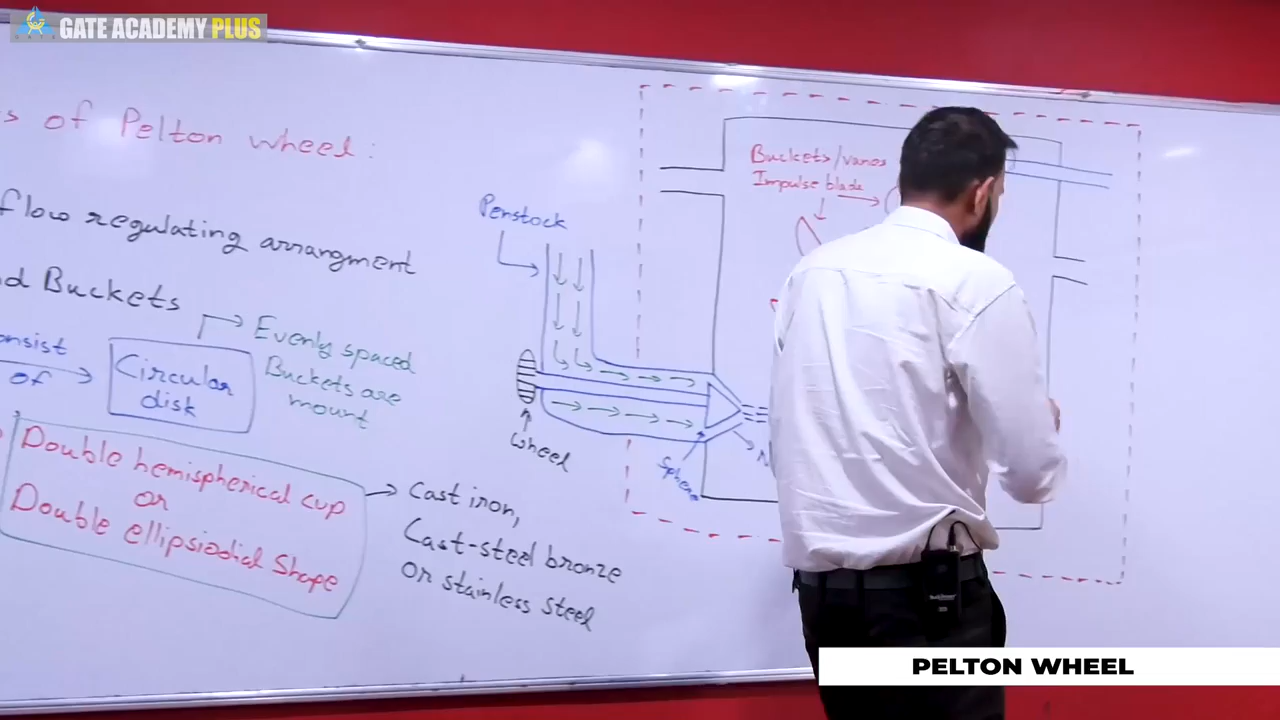 GATE ACADEMY PLUS
s of Pelton wheel:
flow regulating arrangment
d Buckets
onsist
of
Circular
disk
Evenly spaced
Buckets are
mount
Double hemispherical cup
or
Double ellipsiodial Shape
Cast iron,
Cast-steel bronze
or stainless steel
Penstock
wheel
Buckets/vanes
Impulse blade
N
PELTON WHEEL